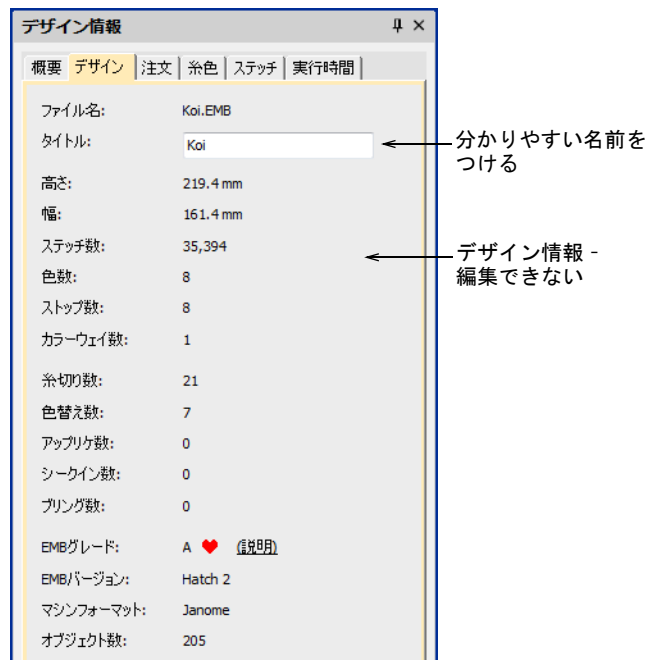 デザイン情報
概要 デザイン 注文 糸色 ステッチ 実行時間
ファイル名: Koi.EMB
タイトル: Koi
分かりやすい名前を
つける
高さ: 219.4 mm
幅: 161.4 mm
ステッチ数: 35,394
デザイン情報 -
編集できない
色数: 8
ストップ数: 8
カラーウェイ数: 1
糸切り数: 21
色替え数: 7
アップリケ数: 0
シークイン数: 0
ブリング数: 0
EMBグレード: A (説明)
EMBバージョン: Hatch 2
マシンフォーマット: Janome
オブジェクト数: 205